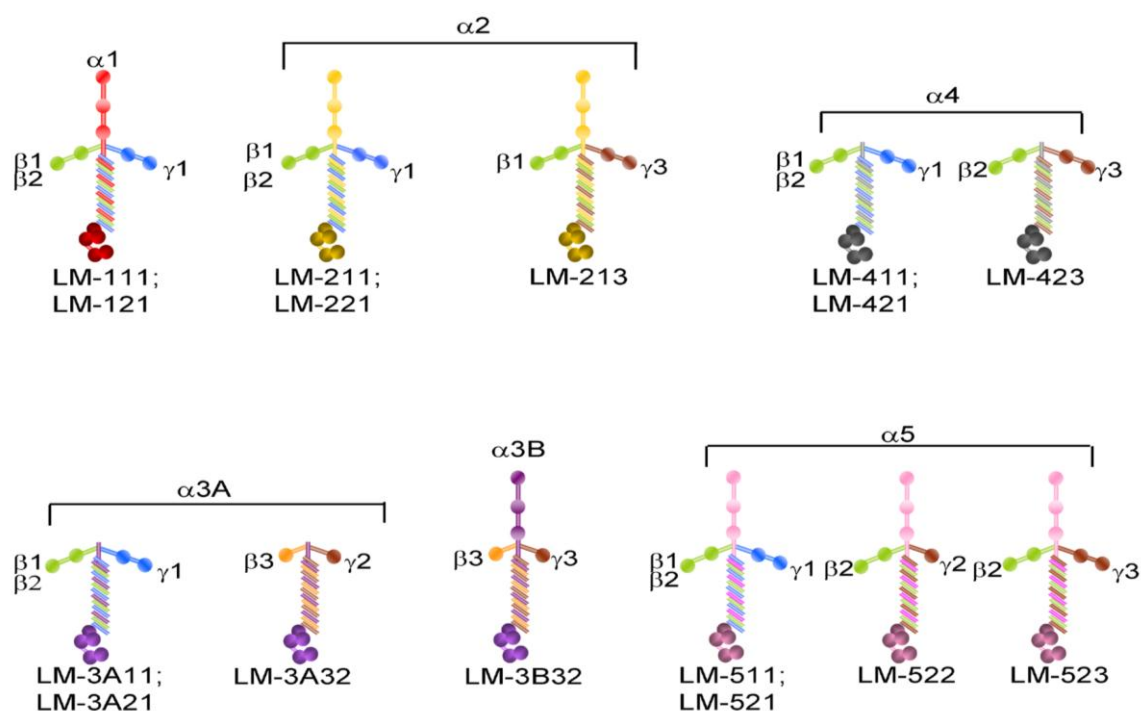 α1
α2
α4
β1
β2
γ1
β1
β2
γ1
β1
γ3
β1
β2
γ1
β2
γ3
LM-111;
LM-121
LM-211;
LM-221
LM-213
LM-411;
LM-421
LM-423
α3A
α3B
α5
β1
β2
γ1
β3
γ2
β3
γ3
β1
β2
γ1
β2
γ2
β2
γ3
LM-3A11;
LM-3A21
LM-3A32
LM-3B32
LM-511;
LM-521
LM-522
LM-523